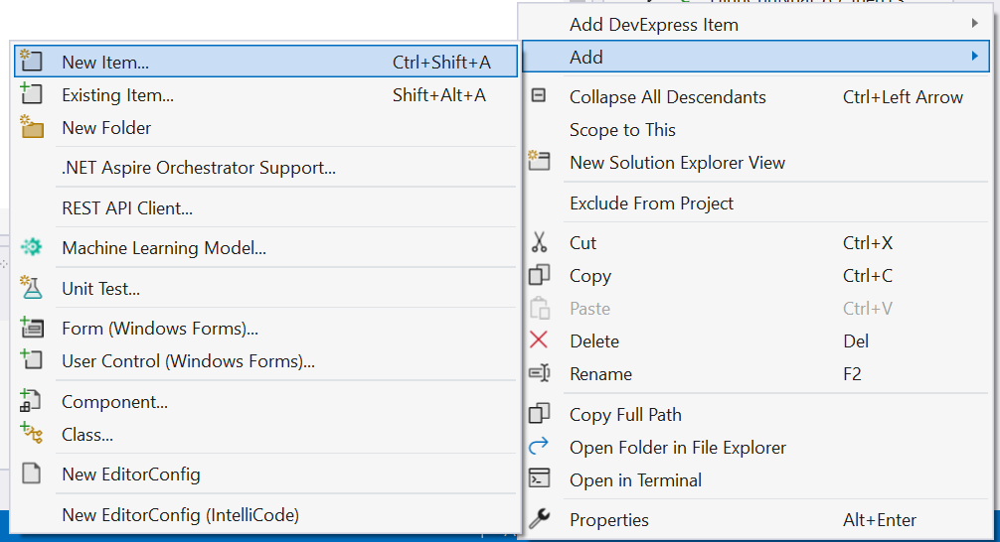 Add DevExpress Item
Add
Collapse All Descendants Ctrl+Left Arrow
Scope to This
New Solution Explorer View
Exclude From Project
Cut Ctrl+X
Copy Ctrl+C
Paste Ctrl+V
Delete Del
Rename F2
Copy Full Path
Open Folder in File Explorer
Open in Terminal
Properties Alt+Enter
New Item... Ctrl+Shift+A
Existing Item... Shift+Alt+A
New Folder
.NET Aspire Orchestrator Support...
REST API Client...
Machine Learning Model...
Unit Test...
Form (Windows Forms)...
User Control (Windows Forms)...
Component...
Class...
New EditorConfig
New EditorConfig (IntelliCode)